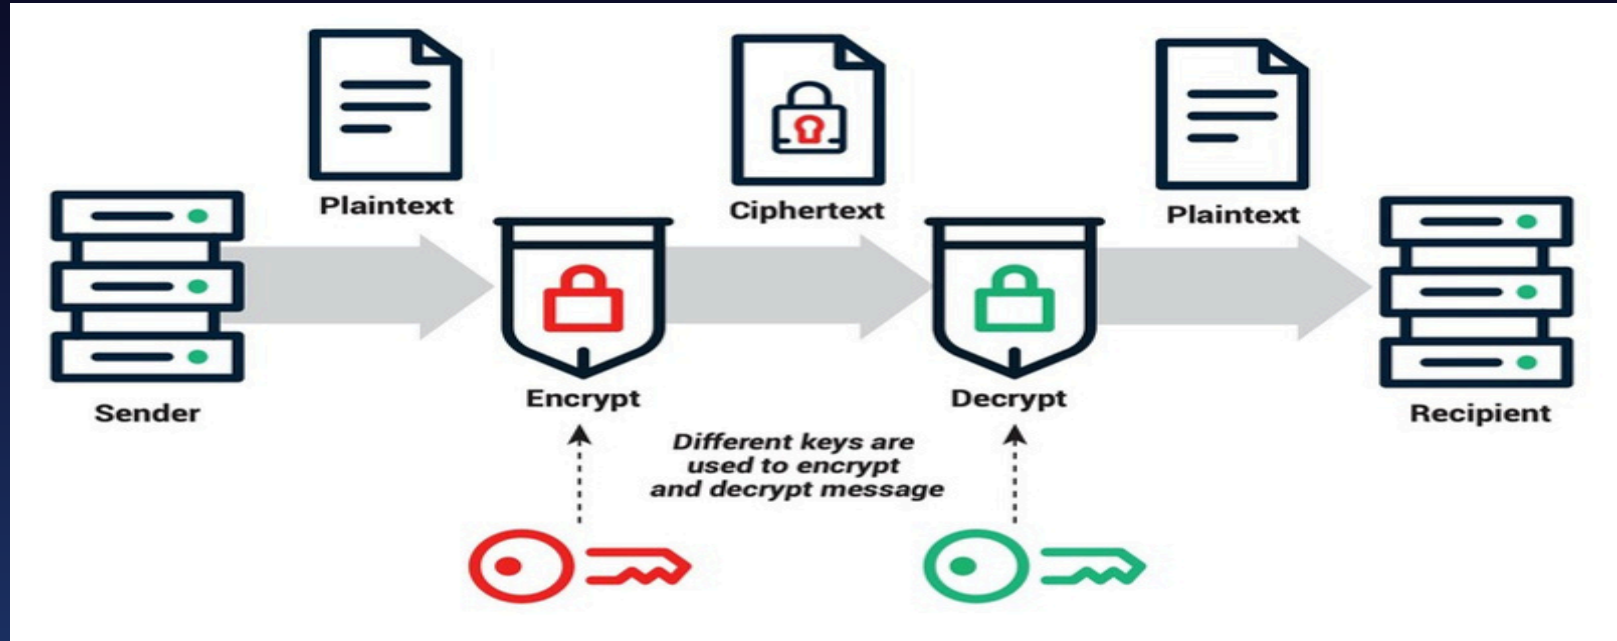 Plaintext
Ciphertext
Plaintext
Sender
Encrypt
Decrypt
Recipient
Different keys are
used to encrypt
and decrypt message